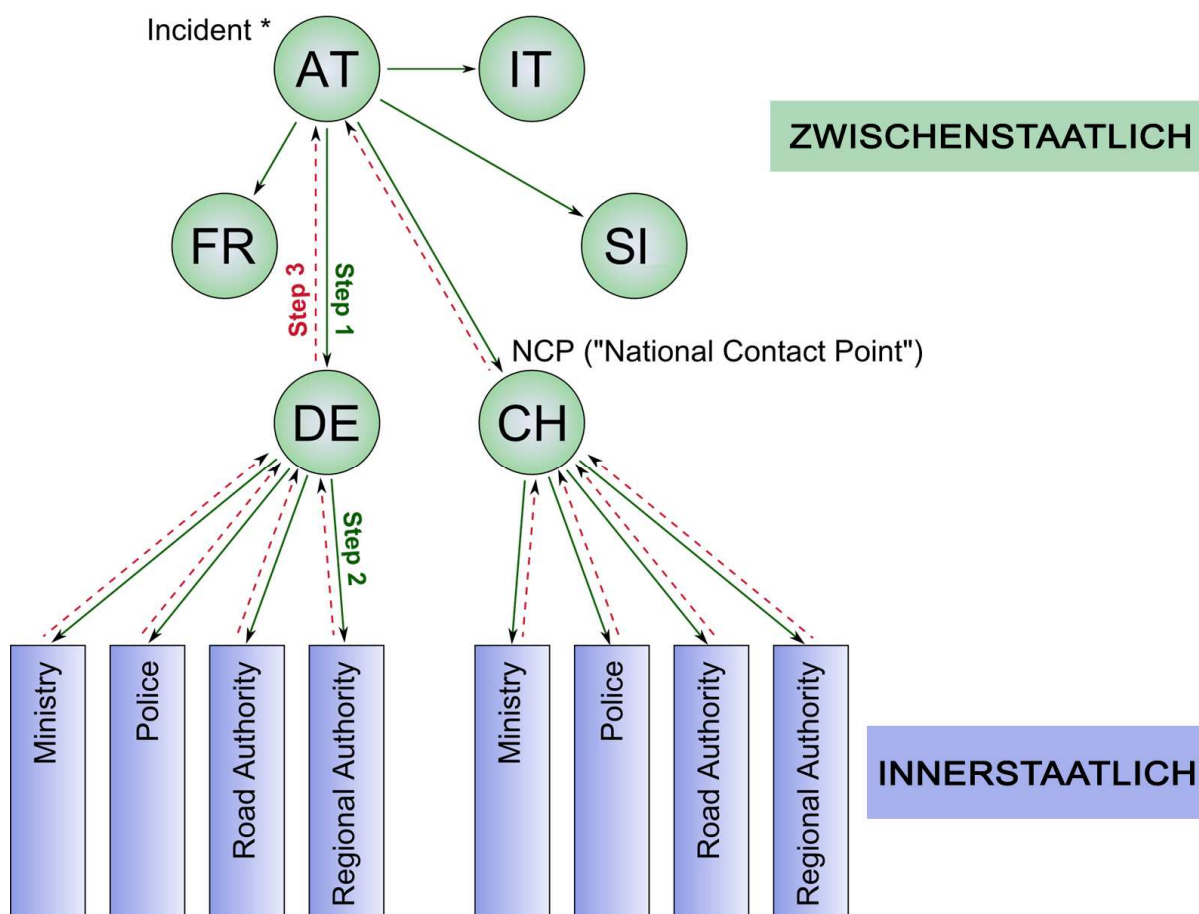 Incident *
AT
IT
ZWISCHENSTAATLICH
FR
SI
Step 3
Step 1
NCP ("National Contact Point")
DE
CH
Step 2
Ministry
Police
Road Authority
Regional Authority
Ministry
Police
Road Authority
Regional Authority
INNERSTAATLICH